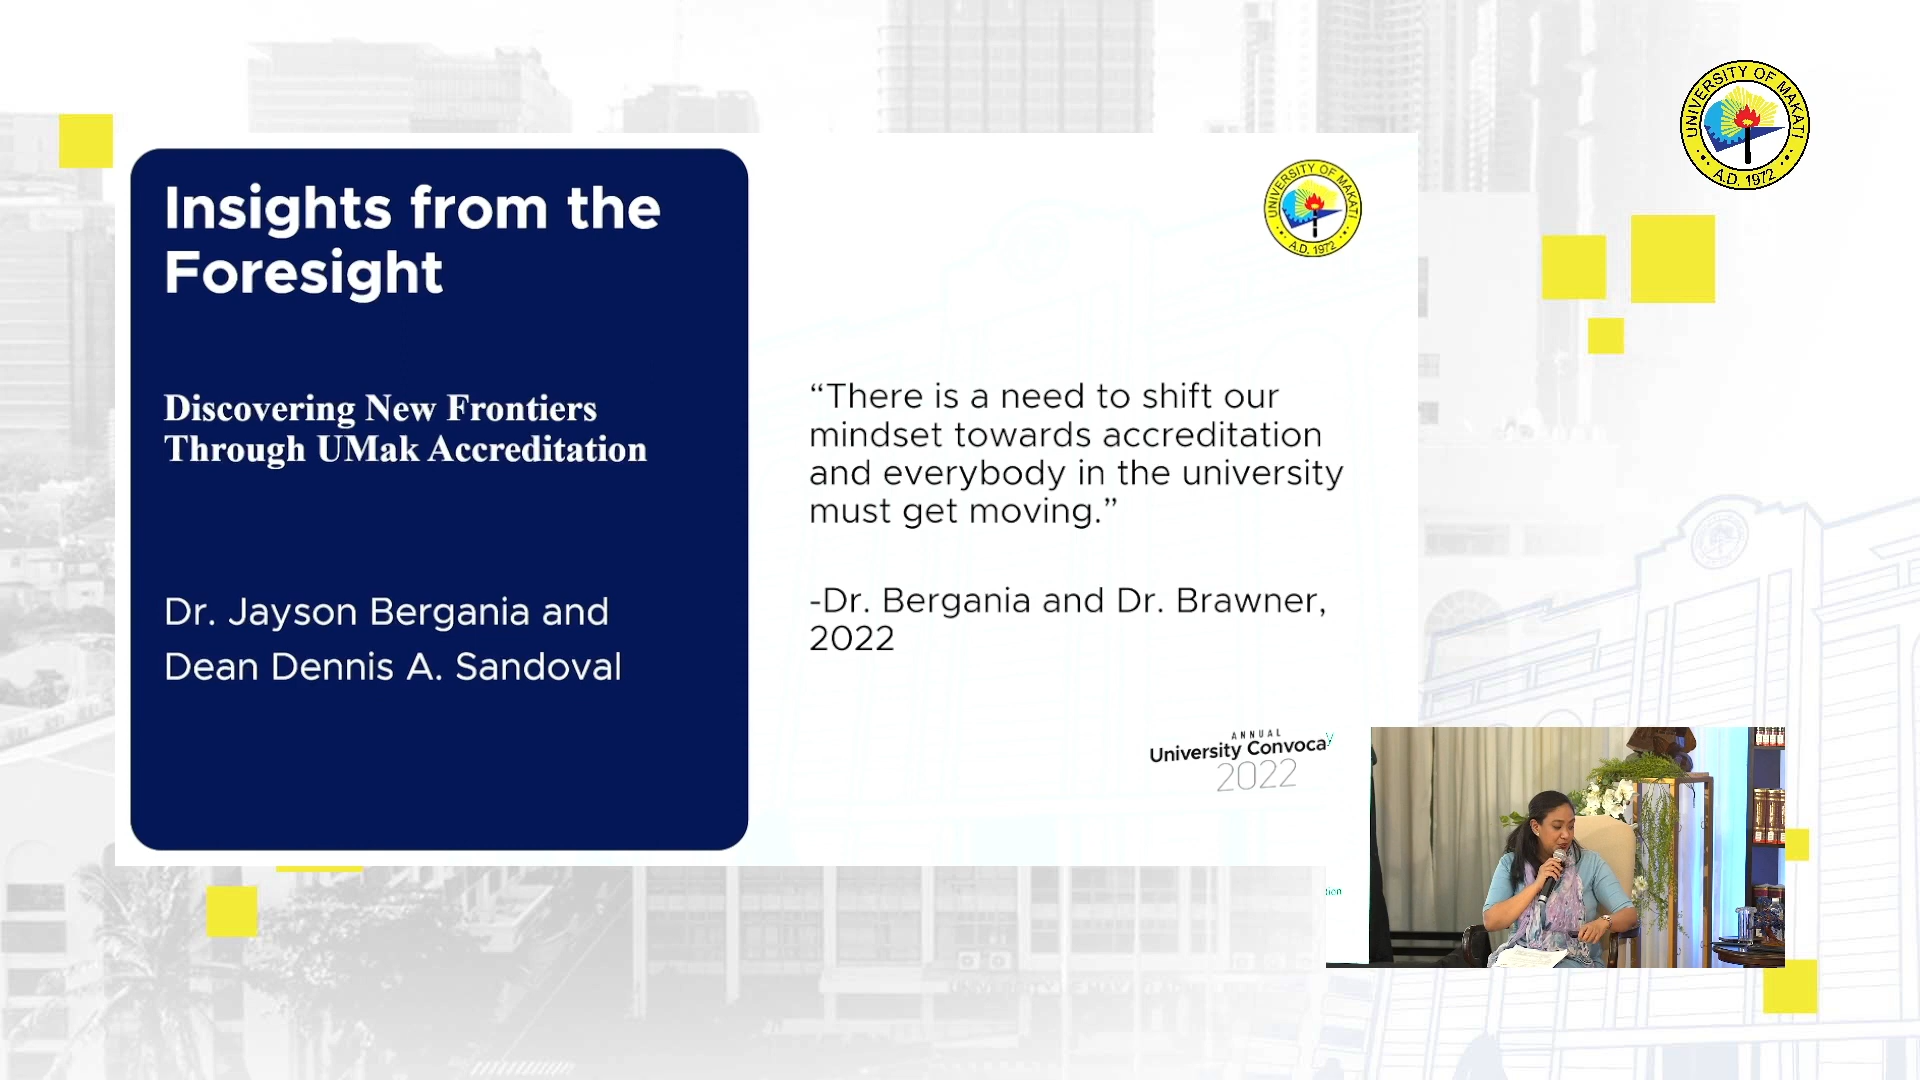 UNIVERSITY OF MAKATI
A.D. 1972
Insights from the
Foresight
UNIVERSITY OF MAKATI
A.D. 1972
Discovering New Frontiers
Through UMak Accreditation
Dr. Jayson Bergania and
Dean Dennis A. Sandoval
“There is a need to shift our
mindset towards accreditation
and everybody in the university
must get moving.”
-Dr. Bergania and Dr. Brawner,
2022
ANNUAL
University Convoca
y
2022
tion